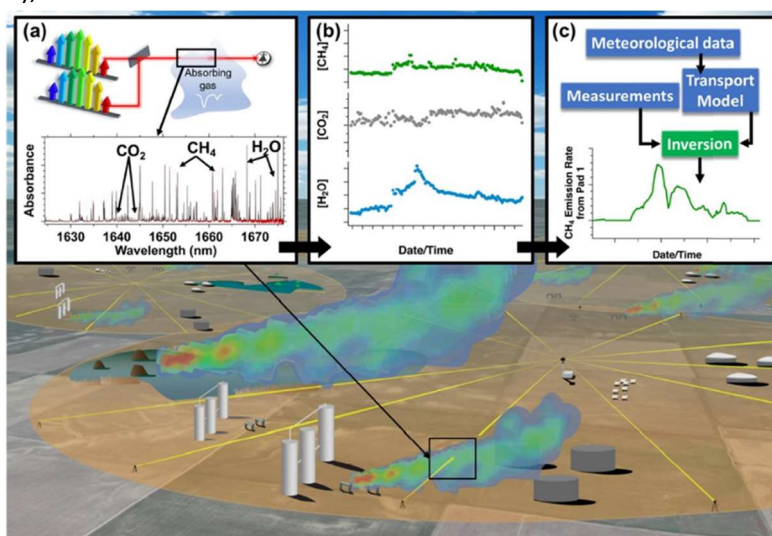 (a)
Absorbing
gas
CO2
CH4
H2O
Absorbance
1630 1640 1650 1660 1670
Wavelength (nm)
(b)
[CH4]
[CO2]
[H2O]
Date/Time
(c)
Meteorological data
Measurements
Transport
Model
Inversion
CH4 Emission Rate
from Pad 1
Date/Time